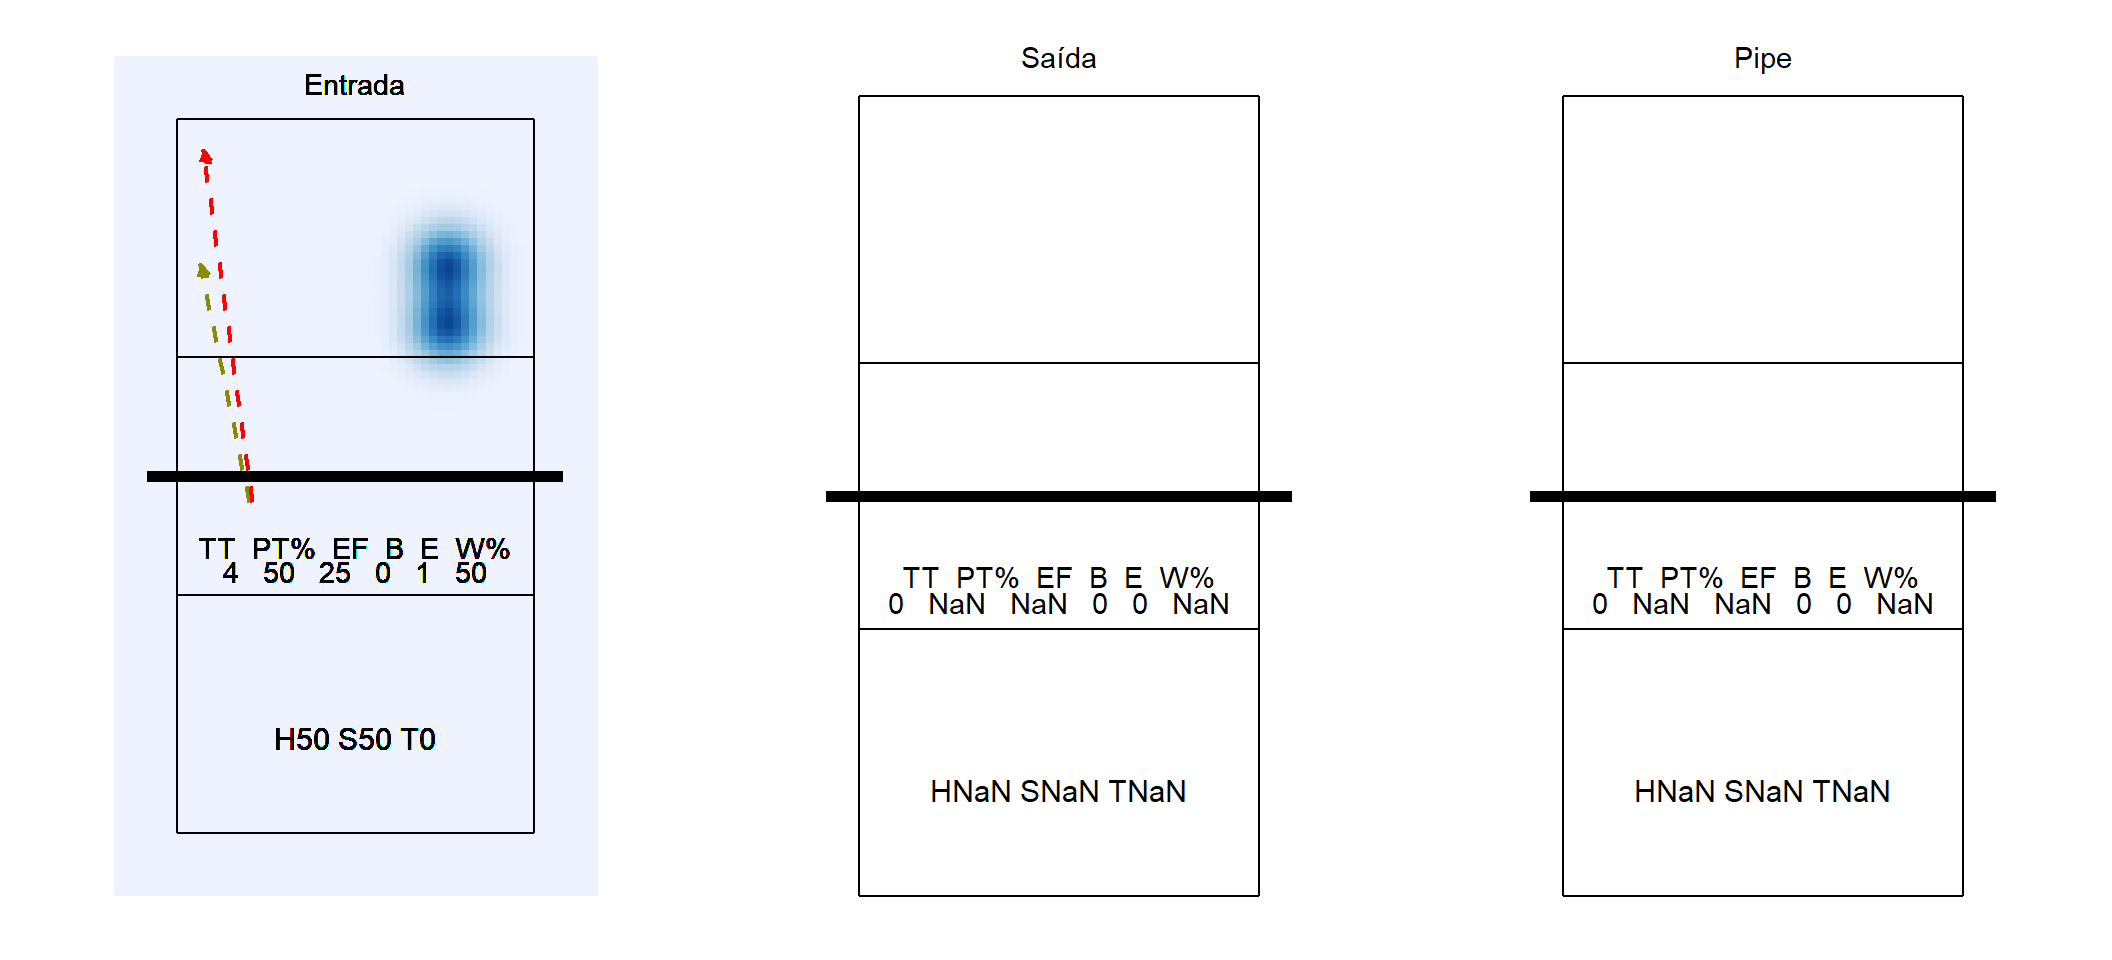 Entrada
TT PT% EF B E W%
4 50 25 0 1 50
H50 S50 T0
Saída
TT PT% EF B E W%
0 NaN NaN 0 0 NaN
HNaN SNaN TNaN
Pipe
TT PT% EF B E W%
0 NaN NaN 0 0 NaN
HNaN SNaN TNaN